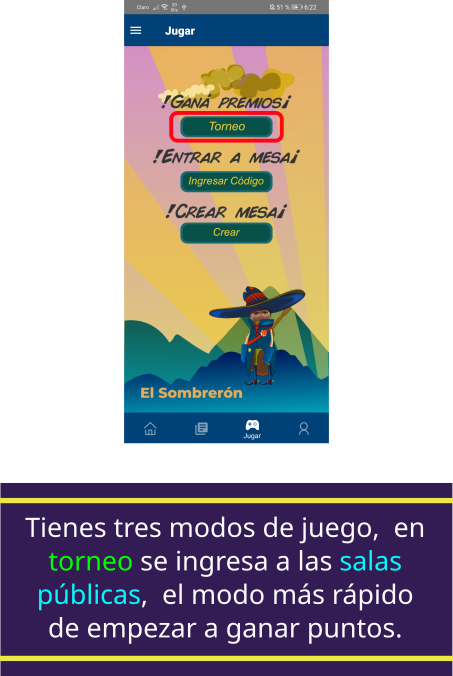 Claro 20 B/s 51 % 6:22
Jugar
!GANA PREMIOS¡
Torneo
!ENTRAR A MESA¡
Ingresar Código
!CREAR MESA¡
Crear
El Sombrerón
Jugar
Tienes tres modos de juego, en
torneo se ingresa a las salas
públicas, el modo más rápido
de empezar a ganar puntos.